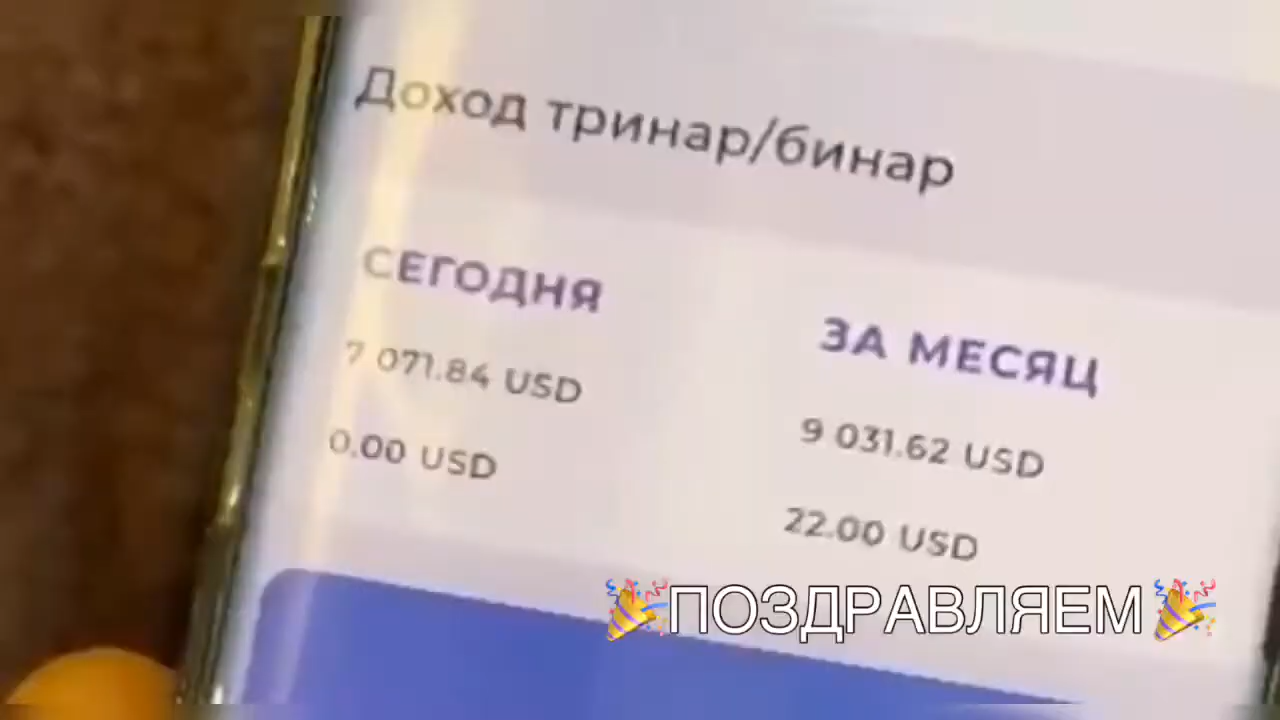 Доход тринар/бинар
СЕГОДНЯ
7 071.84 USD
0.00 USD
ЗА МЕСЯЦ
9 031.62 USD
22.00 USD
🎉ПОЗДРАВЛЯЕМ🎉